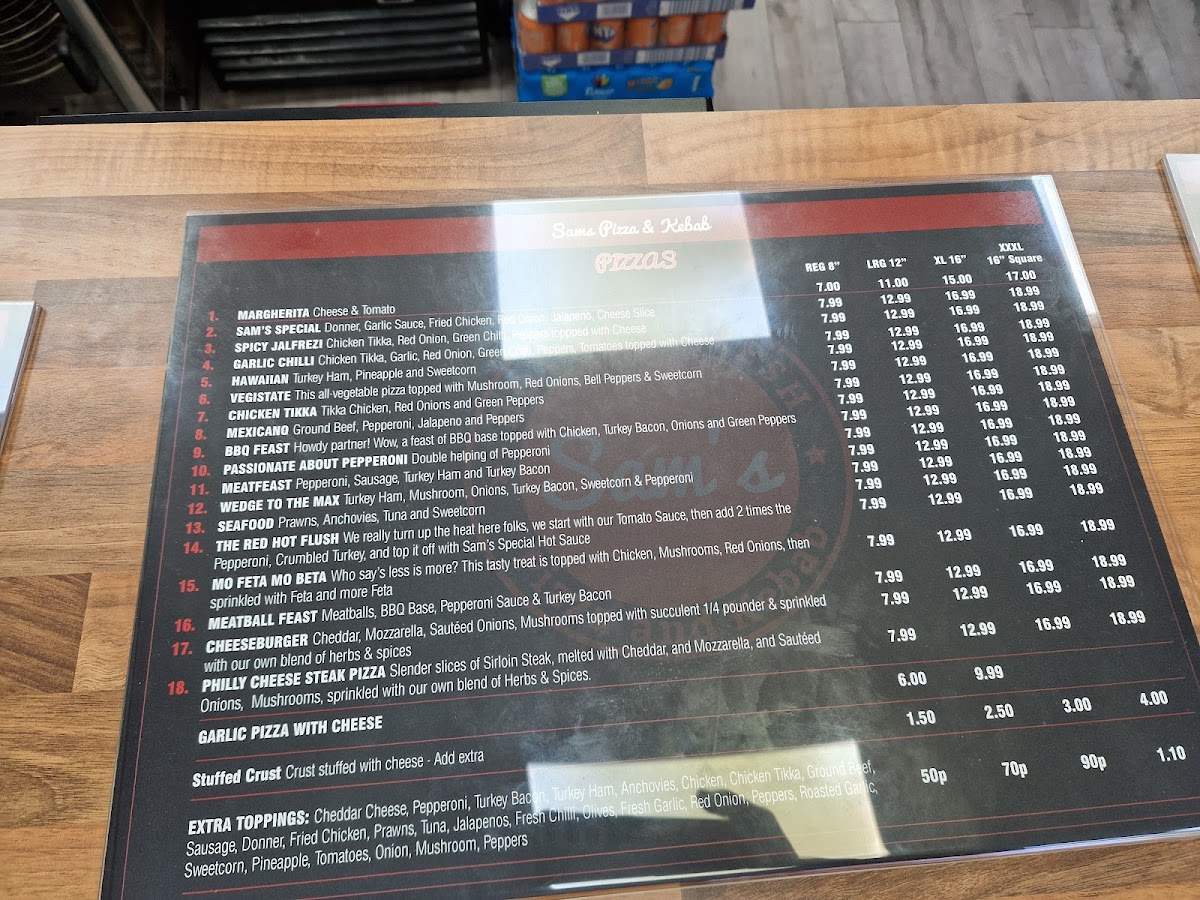 Sams Pizza & Kebab
PIZZAS
REG 8" LRG 12" XL 16" XXXL 16" Square
1. MARGHERITA Cheese & Tomato 7.00 11.00 15.00 17.00
2. SAM'S SPECIAL Donner, Garlic Sauce, Fried Chicken, Red Onion, Jalapeno, Cheese Slice 7.99 12.99 16.99 18.99
3. SPICY JALFREZI Chicken Tikka, Red Onion, Green Chilli, Peppers toppped with Cheese 7.99 12.99 16.99 18.99
4. GARLIC CHILLI Chicken Tikka, Garlic, Red Onion, Green Chilli, Peppers, Tomatoes topped with Cheese 7.99 12.99 16.99 18.99
5. HAWAIIAN Turkey Ham, Pineapple and Sweetcorn 7.99 12.99 16.99 18.99
6. VEGISTATE This all-vegetable pizza topped with Mushroom, Red Onions, Bell Peppers & Sweetcorn 7.99 12.99 16.99 18.99
7. CHICKEN TIKKA Tikka Chicken, Red Onions and Green Peppers 7.99 12.99 16.99 18.99
8. MEXICANO Ground Beef, Pepperoni, Jalapeno and Peppers 7.99 12.99 16.99 18.99
9. BBQ FEAST Howdy partner! Wow, a feast of BBQ base topped with Chicken, Turkey Bacon, Onions and Green Peppers 7.99 12.99 16.99 18.99
10. PASSIONATE ABOUT PEPPERONI Double helping of Pepperoni 7.99 12.99 16.99 18.99
11. MEATFEAST Pepperoni, Sausage, Turkey Ham and Turkey Bacon 7.99 12.99 16.99 18.99
12. WEDGE TO THE MAX Turkey Ham, Mushroom, Onions, Turkey Bacon, Sweetcorn & Pepperoni 7.99 12.99 16.99 18.99
13. SEAFOOD Prawns, Anchovies, Tuna and Sweetcorn 7.99 12.99 16.99 18.99
14. THE RED HOT FLUSH We really turn up the heat here folks, we start with our Tomato Sauce, then add 2 times the 7.99 12.99 16.99 18.99
Pepperoni, Crumbled Turkey, and top it off with Sam's Special Hot Sauce
15. MO FETA MO BETA Who say's less is more? This tasty treat is topped with Chicken, Mushrooms, Red Onions, then 7.99 12.99 16.99 18.99
sprinkled with Feta and more Feta
16. MEATBALL FEAST Meatballs, BBQ Base, Pepperoni Sauce & Turkey Bacon 7.99 12.99 16.99 18.99
17. CHEESEBURGER Cheddar, Mozzarella, Sautéed Onions, Mushrooms topped with succulent 1/4 pounder & sprinkled 7.99 12.99 16.99 18.99
with our own blend of herbs & spices
18. PHILLY CHEESE STEAK PIZZA Slender slices of Sirloin Steak, melted with Cheddar, and Mozzarella, and Sautéed 7.99 12.99 16.99 18.99
Onions, Mushrooms, sprinkled with our own blend of Herbs & Spices.
GARLIC PIZZA WITH CHEESE 6.00 9.99
Stuffed Crust Crust stuffed with cheese - Add extra 1.50 2.50 3.00 4.00
EXTRA TOPPINGS: Cheddar Cheese, Pepperoni, Turkey Bacon, Turkey Ham, Anchovies, Chicken, Chicken Tikka, Ground Beef, 50p 70p 90p 1.10
Sausage, Donner, Fried Chicken, Prawns, Tuna, Jalapenos, Fresh Chilli, Olives, Fresh Garlic, Red Onion, Peppers, Roasted Garlic,
Sweetcorn, Pineapple, Tomatoes, Onion, Mushroom, Peppers
Sam's
and Kebab